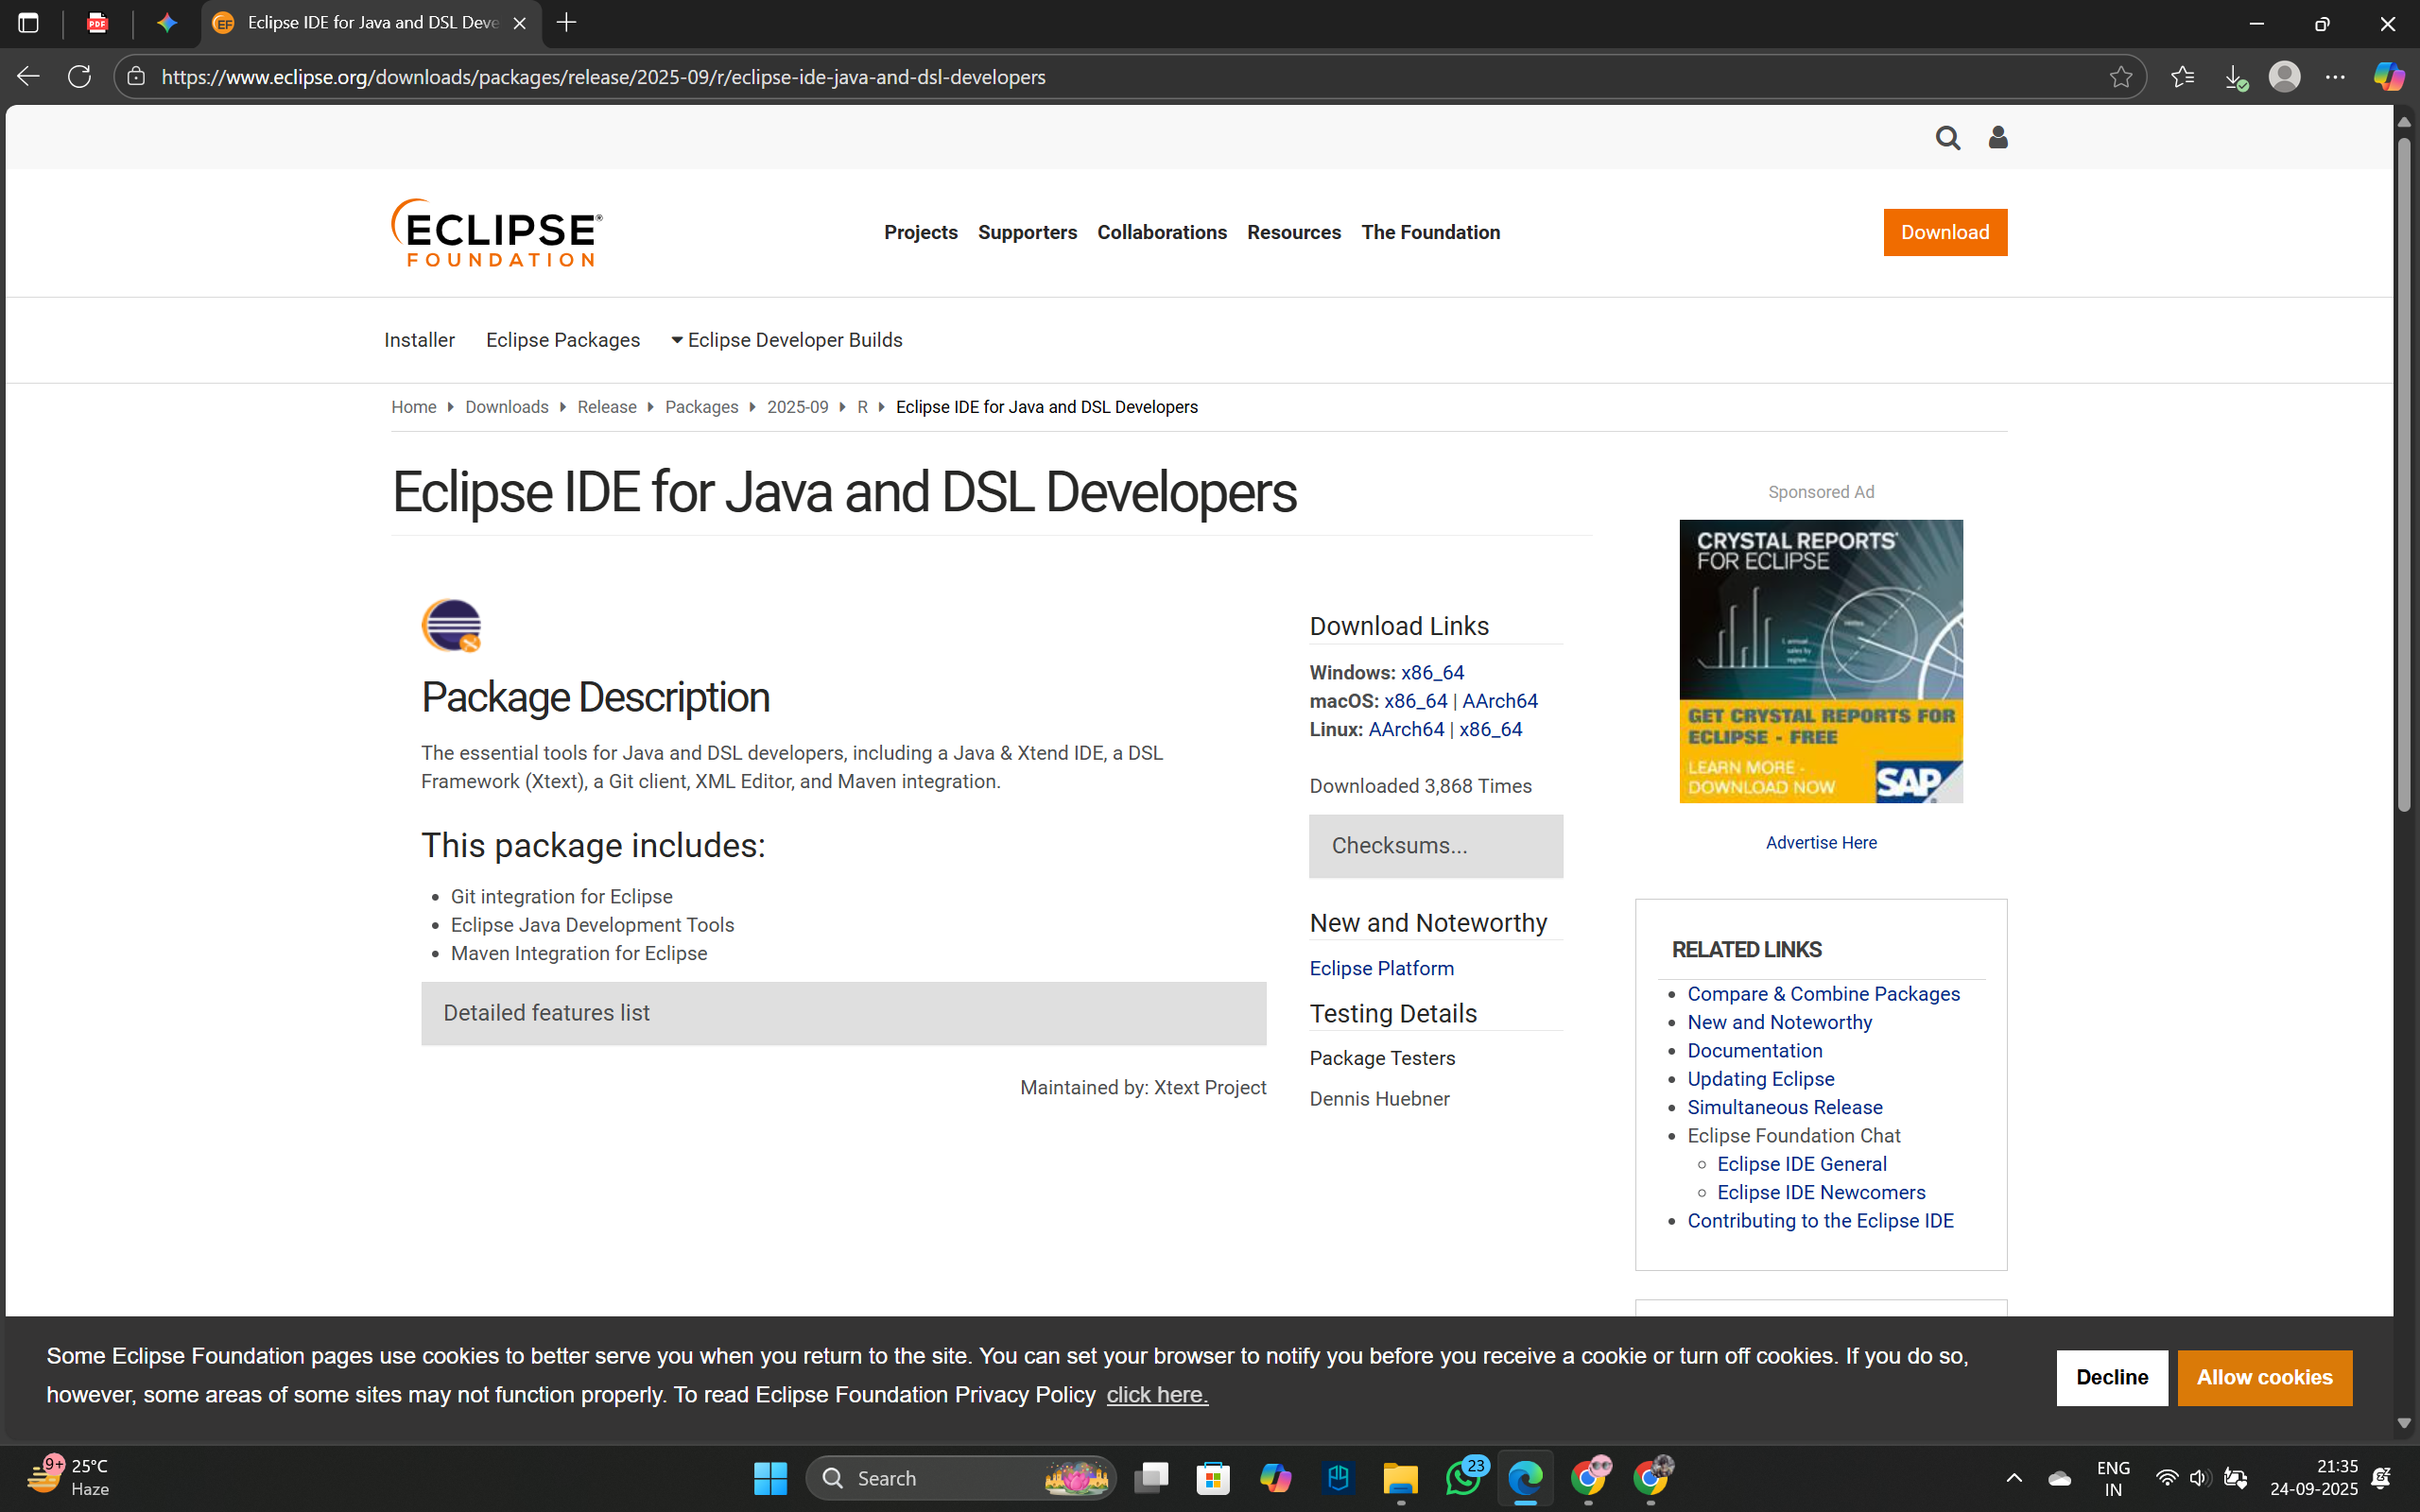 PDF
EF Eclipse IDE for Java and DSL Deve
https://www.eclipse.org/downloads/packages/release/2025-09/r/eclipse-ide-java-and-dsl-developers
ECLIPSE®
FOUNDATION
Projects Supporters Collaborations Resources The Foundation
Download
Installer Eclipse Packages Eclipse Developer Builds
Home Downloads Release Packages 2025-09 R Eclipse IDE for Java and DSL Developers
Eclipse IDE for Java and DSL Developers
Package Description
The essential tools for Java and DSL developers, including a Java & Xtend IDE, a DSL
Framework (Xtext), a Git client, XML Editor, and Maven integration.
This package includes:
• Git integration for Eclipse
• Eclipse Java Development Tools
• Maven Integration for Eclipse
Detailed features list
Maintained by: Xtext Project
Download Links
Windows: x86_64
macOS: x86_64 | AArch64
Linux: AArch64 | x86_64
Downloaded 3,868 Times
Checksums...
New and Noteworthy
Eclipse Platform
Testing Details
Package Testers
Dennis Huebner
Sponsored Ad
CRYSTAL REPORTS®
FOR ECLIPSE
1. annual
sales by
region
GET CRYSTAL REPORTS FOR
ECLIPSE - FREE
LEARN MORE -
DOWNLOAD NOW
SAP
Advertise Here
RELATED LINKS
• Compare & Combine Packages
• New and Noteworthy
• Documentation
• Updating Eclipse
• Simultaneous Release
• Eclipse Foundation Chat
○ Eclipse IDE General
○ Eclipse IDE Newcomers
• Contributing to the Eclipse IDE
Some Eclipse Foundation pages use cookies to better serve you when you return to the site. You can set your browser to notify you before you receive a cookie or turn off cookies. If you do so,
however, some areas of some sites may not function properly. To read Eclipse Foundation Privacy Policy click here.
Decline
Allow cookies
9+
25°C
Haze
Search
23
ENG
IN
21:35
24-09-2025